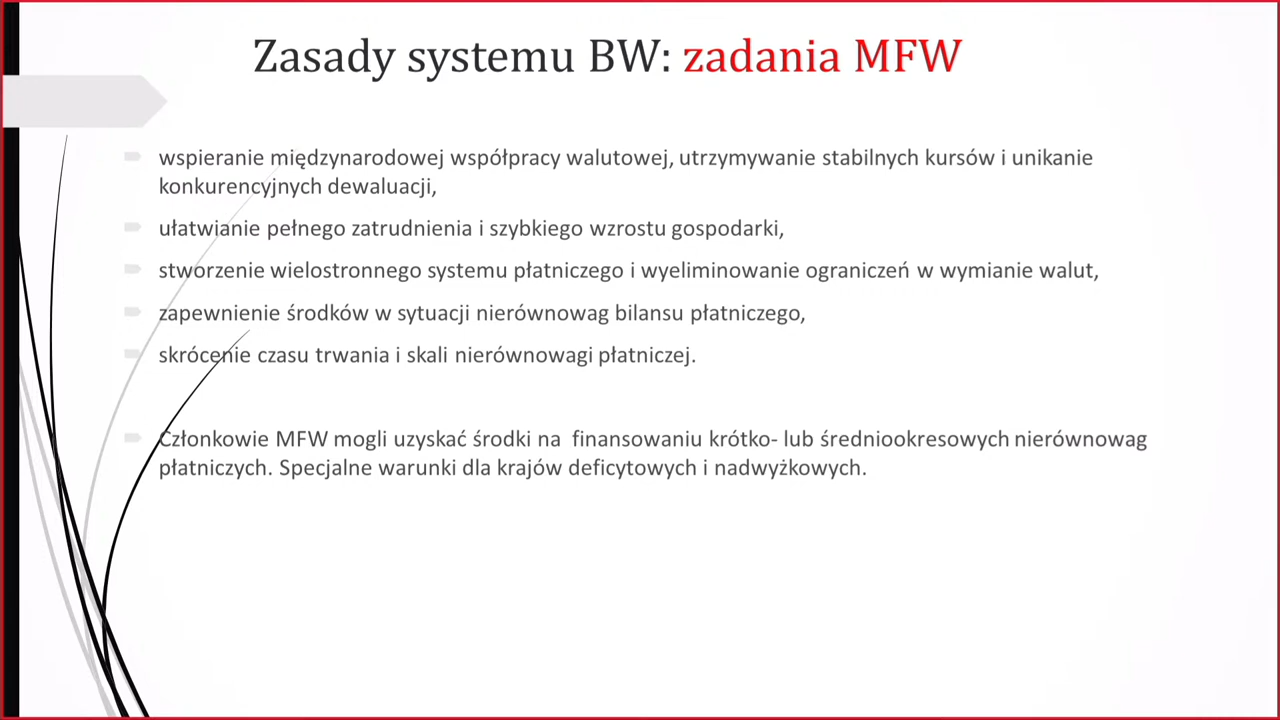 Zasady systemu BW: zadania MFW
wspieranie międzynarodowej współpracy walutowej, utrzymywanie stabilnych kursów i unikanie
konkurencyjnych dewaluacji,
ułatwianie pełnego zatrudnienia i szybkiego wzrostu gospodarki,
stworzenie wielostronnego systemu płatniczego i wyeliminowanie ograniczeń w wymianie walut,
zapewnienie środków w sytuacji nierównowag bilansu płatniczego,
skrócenie czasu trwania i skali nierównowagi płatniczej.
Członkowie MFW mogli uzyskać środki na  finansowaniu krótko- lub średniookresowych nierównowag
płatniczych. Specjalne warunki dla krajów deficytowych i nadwyżkowych.